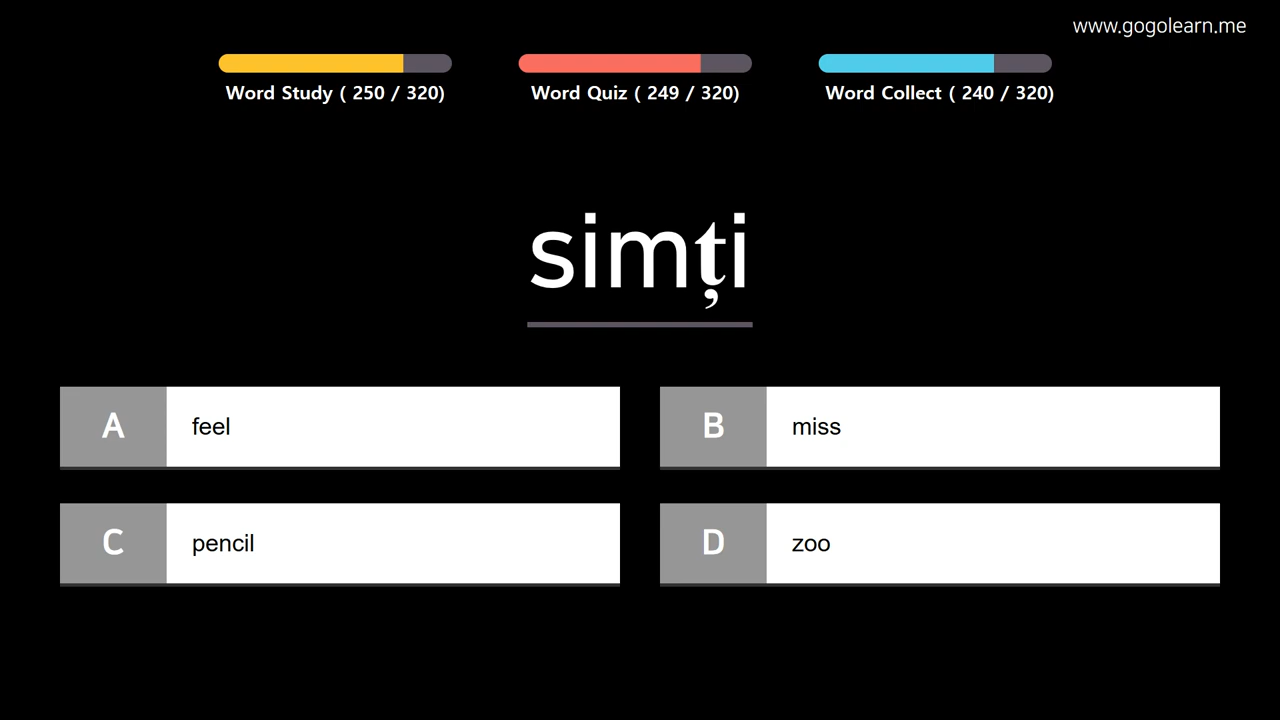 www.gogolearn.me
Word Study ( 250 / 320)
Word Quiz ( 249 / 320)
Word Collect ( 240 / 320)
simți
A feel
B miss
C pencil
D zoo